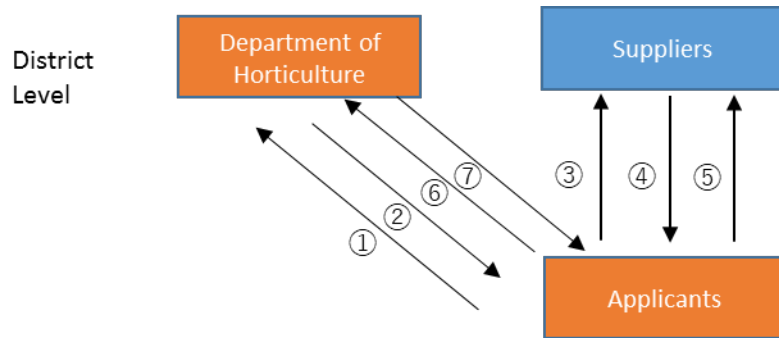 District
Level
Department of
Horticulture
Suppliers
⑦
③
④
⑤
⑥
②
①
Applicants